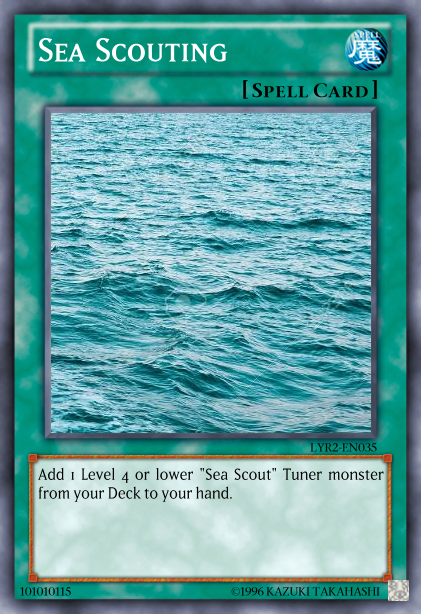 SEA SCOUTING
SPELL
魔
[SPELL CARD]
LYR2-EN035
Add 1 Level 4 or lower "Sea Scout" Tuner monster
from your Deck to your hand.
101010115
©1996 KAZUKI TAKAHASHI